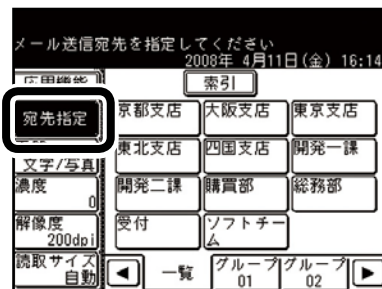 メール送信宛先を指定してください
2008年 4月11日(金) 16:14
応用機能
索引
宛先指定
京都支店 大阪支店 東京支店
東北支店 四国支店 開発一課
文字/写真
濃度
0
開発二課 購買部 総務部
解像度
200dpi
受付 ソフトチー
ム
読取サイズ
自動
一覧 グループ グループ
01 02